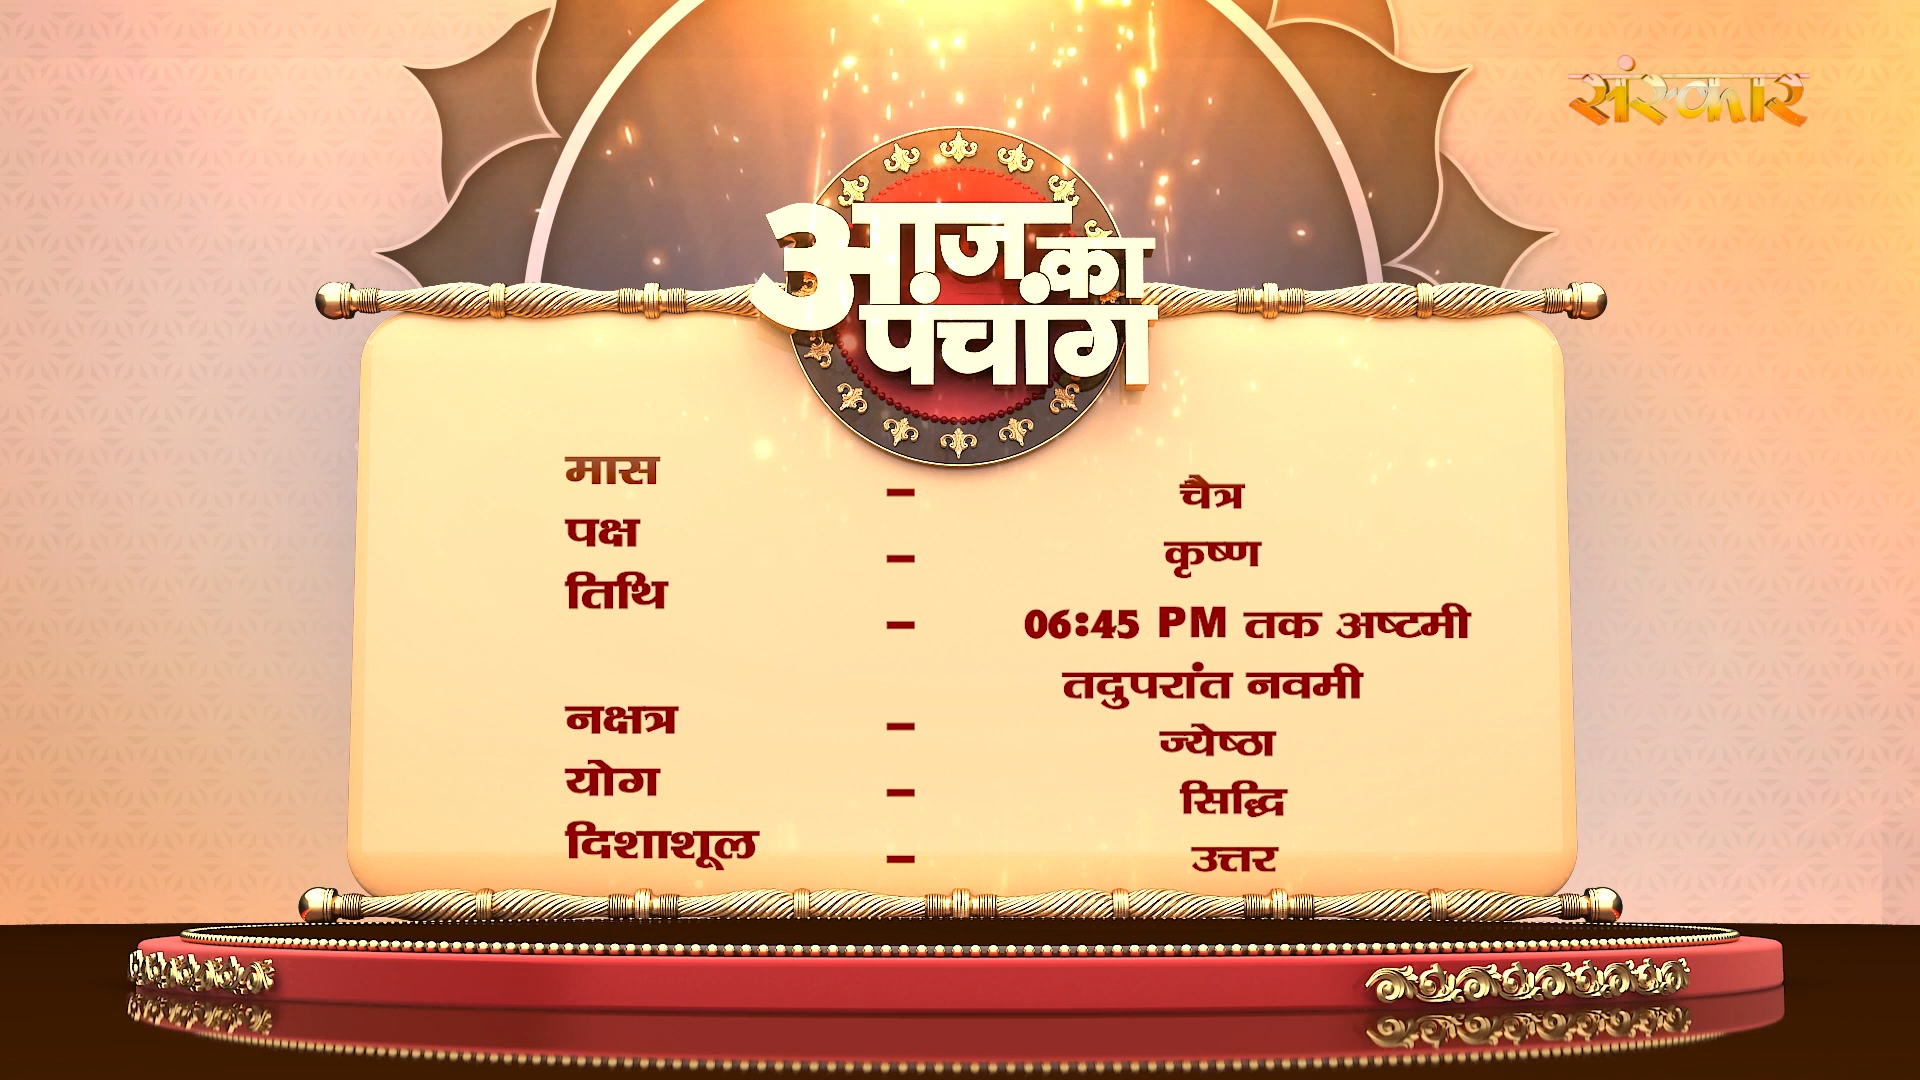 संस्कार
आज का
पंचांग
मास - चैत्र
पक्ष - कृष्ण
तिथि - 06:45 PM तक अष्टमी
तदुपरांत नवमी
नक्षत्र - ज्येष्ठा
योग - सिद्धि
दिशाशूल - उत्तर